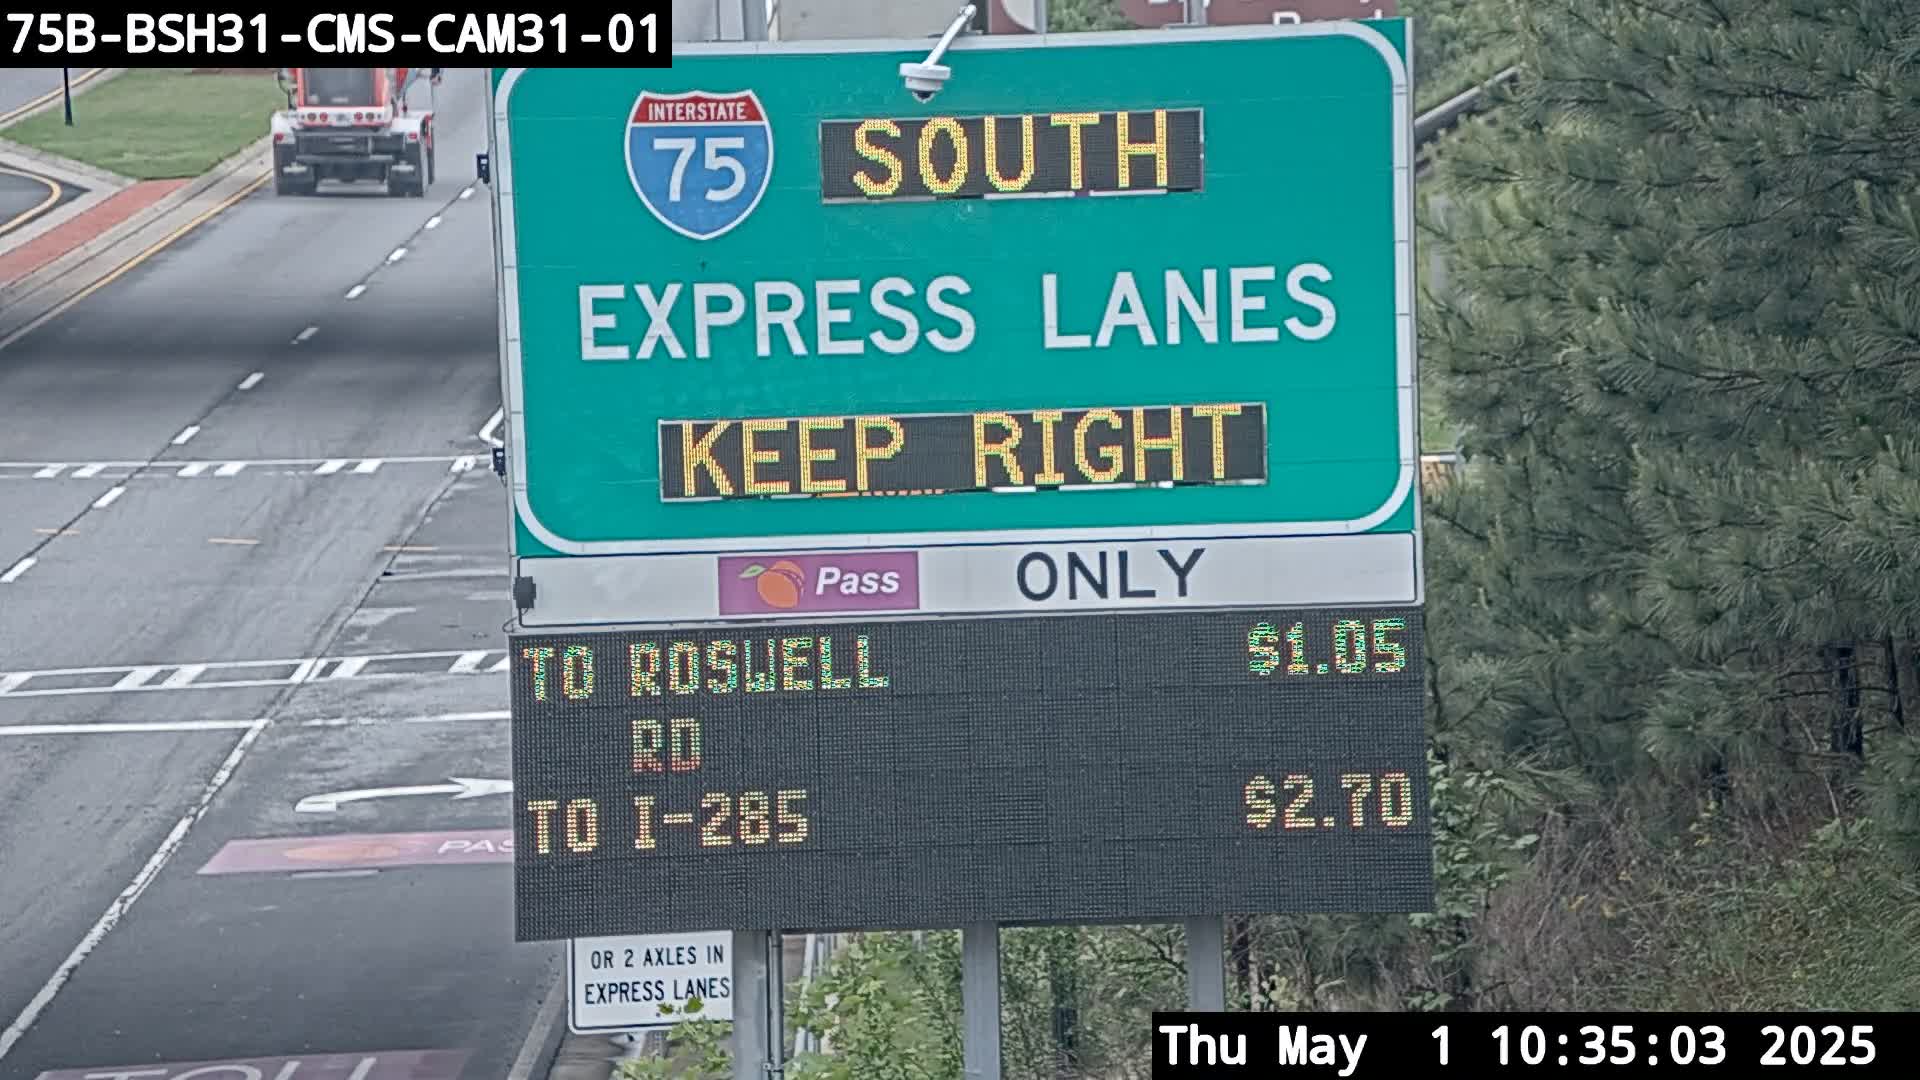 75B-BSH31-CMS-CAM31-01
INTERSTATE
75
SOUTH
EXPRESS LANES
KEEP RIGHT
Pass ONLY
TO ROSWELL $1.05
RD
TO I-285 $2.70
OR 2 AXLES IN
EXPRESS LANES
TOLL
Thu May 1 10:35:03 2025